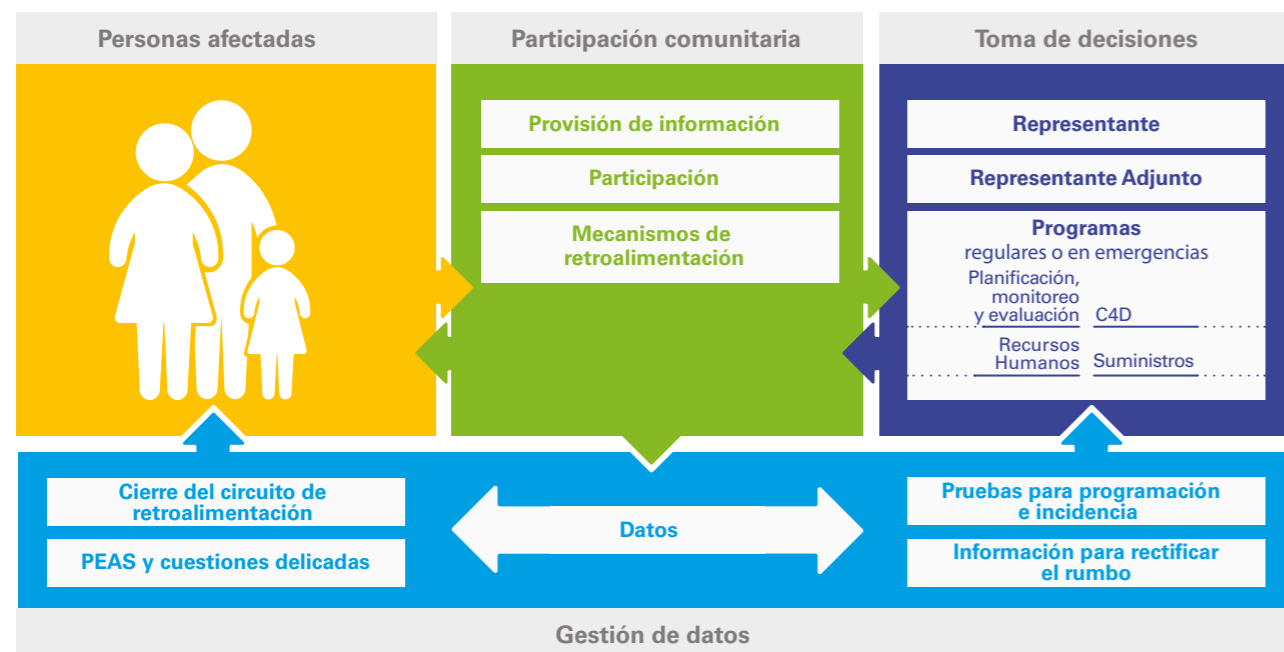 Personas afectadas
Participación comunitaria
Toma de decisiones
Provisión de información
Participación
Mecanismos de
retroalimentación
Representante
Representante Adjunto
Programas
regulares o en emergencias
Planificación,
monitoreo
y evaluación
C4D
Recursos
Humanos
Suministros
Cierre del circuito de
retroalimentación
PEAS y cuestiones delicadas
Datos
Pruebas para programación
e incidencia
Información para rectificar
el rumbo
Gestión de datos